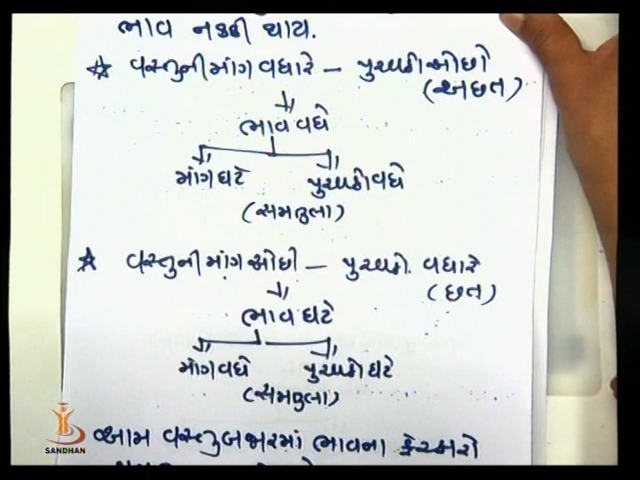 ભાવ નક્કી થાય.
☆ વસ્તુની માંગ વધારે – પુરવઠો ઓછો
(અછત)
ભાવ વધે
માંગ ઘટે પુરવઠો વધે
(સમતુલા)
☆ વસ્તુની માંગ ઓછી – પુરવઠો વધારે
(છત)
ભાવ ઘટે
માંગ વધે પુરવઠો ઘટે
(સમતુલા)
આમ વસ્તુબજારમાં ભાવના ફેરફારો
SANDHAN